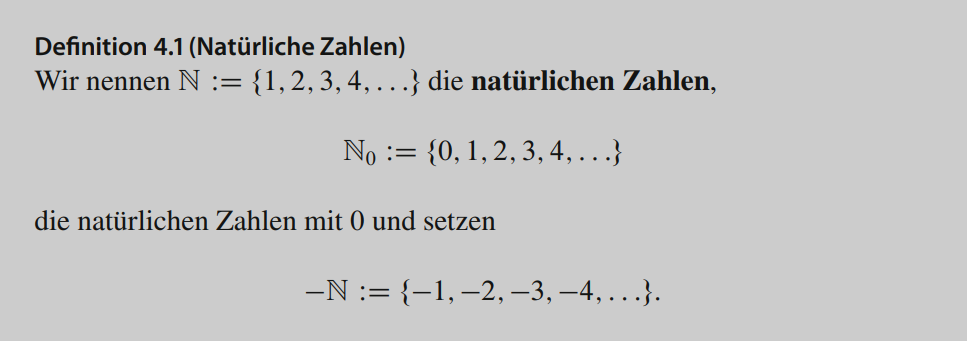 Definition 4.1 (Natürliche Zahlen)
Wir nennen ℕ := {1, 2, 3, 4, . . .} die natürlichen Zahlen,
ℕ₀ := {0, 1, 2, 3, 4, . . .}
die natürlichen Zahlen mit 0 und setzen
−ℕ := {−1, −2, −3, −4, . . .}.